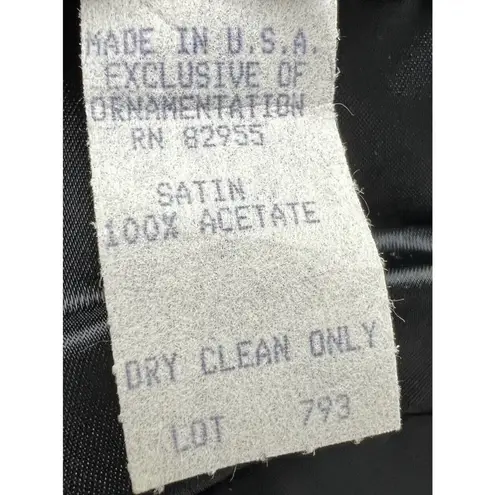 MADE IN U.S.A.
EXCLUSIVE OF
ORNAMENTATION
RN 82955
SATIN
100% ACETATE
DRY CLEAN ONLY
LOT 793